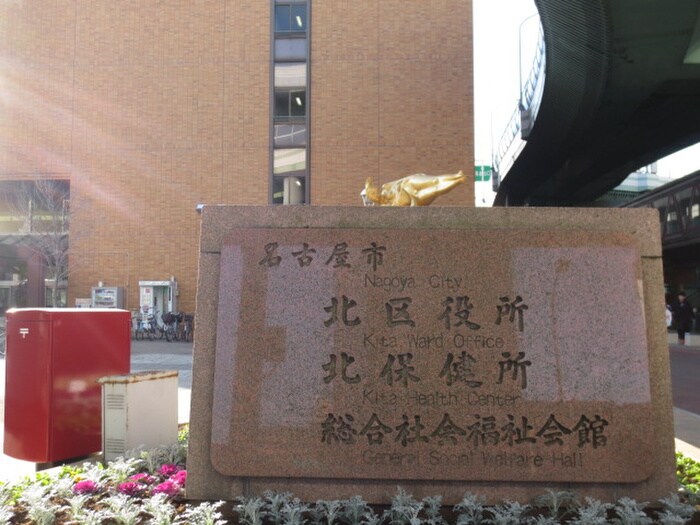 名古屋市
Nagoya City
北区役所
Kita Ward Office
北保健所
Kita Health Center
総合社会福祉会館
General Social Welfare Hall
〒